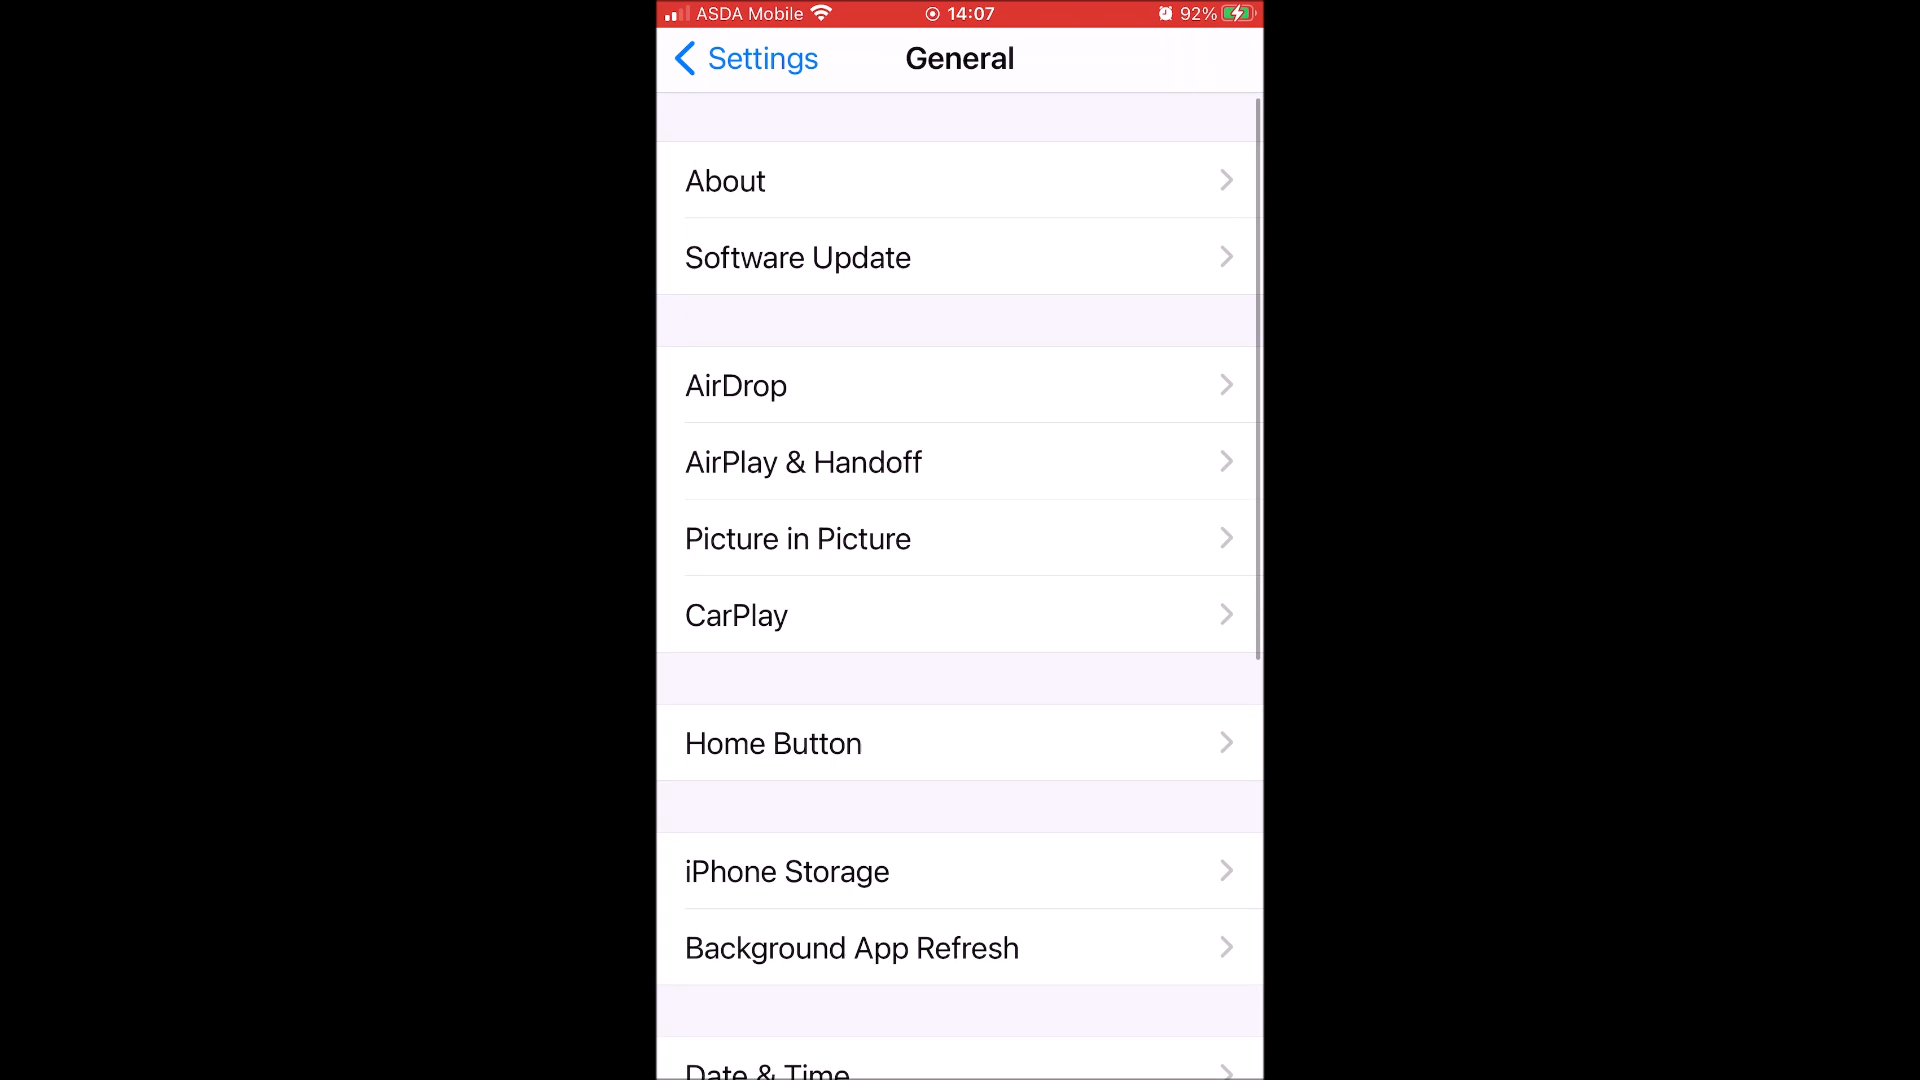 ASDA Mobile 14:07 92%
Settings General
About
Software Update
AirDrop
AirPlay & Handoff
Picture in Picture
CarPlay
Home Button
iPhone Storage
Background App Refresh
Date & Time